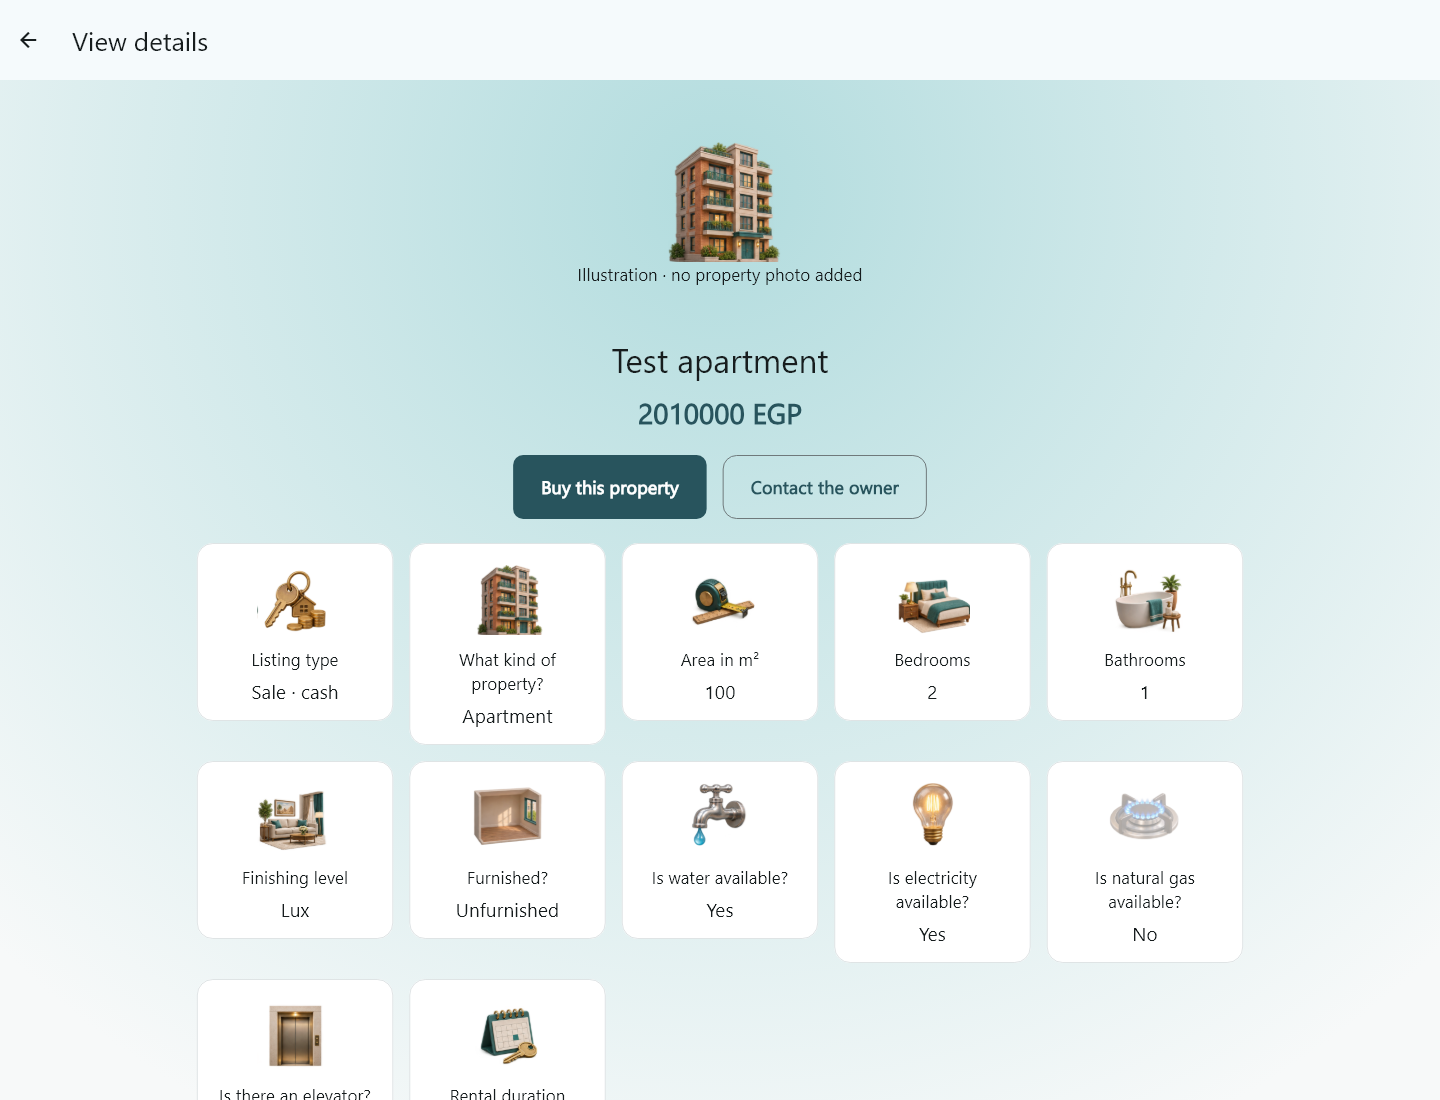 View details
Illustration · no property photo added
Test apartment
2010000 EGP
Buy this property
Contact the owner
Listing type
Sale · cash
What kind of
property?
Apartment
Area in m²
100
Bedrooms
2
Bathrooms
1
Finishing level
Lux
Furnished?
Unfurnished
Is water available?
Yes
Is electricity
available?
Yes
Is natural gas
available?
No
Is there an elevator?
Rental duration